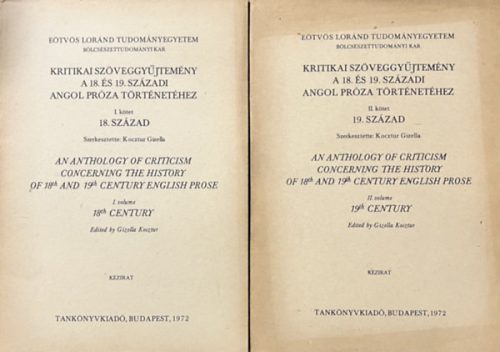 EÖTVÖS LORÁND TUDOMÁNYEGYETEM
BÖLCSÉSZETTUDOMÁNYI KAR
KRITIKAI SZÖVEGGYŰJTEMÉNY
A 18. ÉS 19. SZÁZADI
ANGOL PRÓZA TÖRTÉNETÉHEZ
I. kötet
18. SZÁZAD
Szerkesztette: Kocztur Gizella
AN ANTHOLOGY OF CRITICISM
CONCERNING THE HISTORY
OF 18th AND 19th CENTURY ENGLISH PROSE
I. volume
18th CENTURY
Edited by Gizella Kocztur
KÉZIRAT
TANKÖNYVKIADÓ, BUDAPEST, 1972
EÖTVÖS LORÁND TUDOMÁNYEGYETEM
BÖLCSÉSZETTUDOMÁNYI KAR
KRITIKAI SZÖVEGGYŰJTEMÉNY
A 18. ÉS 19. SZÁZADI
ANGOL PRÓZA TÖRTÉNETÉHEZ
II. kötet
19. SZÁZAD
Szerkesztette: Kocztur Gizella
AN ANTHOLOGY OF CRITICISM
CONCERNING THE HISTORY
OF 18th AND 19th CENTURY ENGLISH PROSE
II. volume
19th CENTURY
Edited by Gizella Kocztur
KÉZIRAT
TANKÖNYVKIADÓ, BUDAPEST, 1972